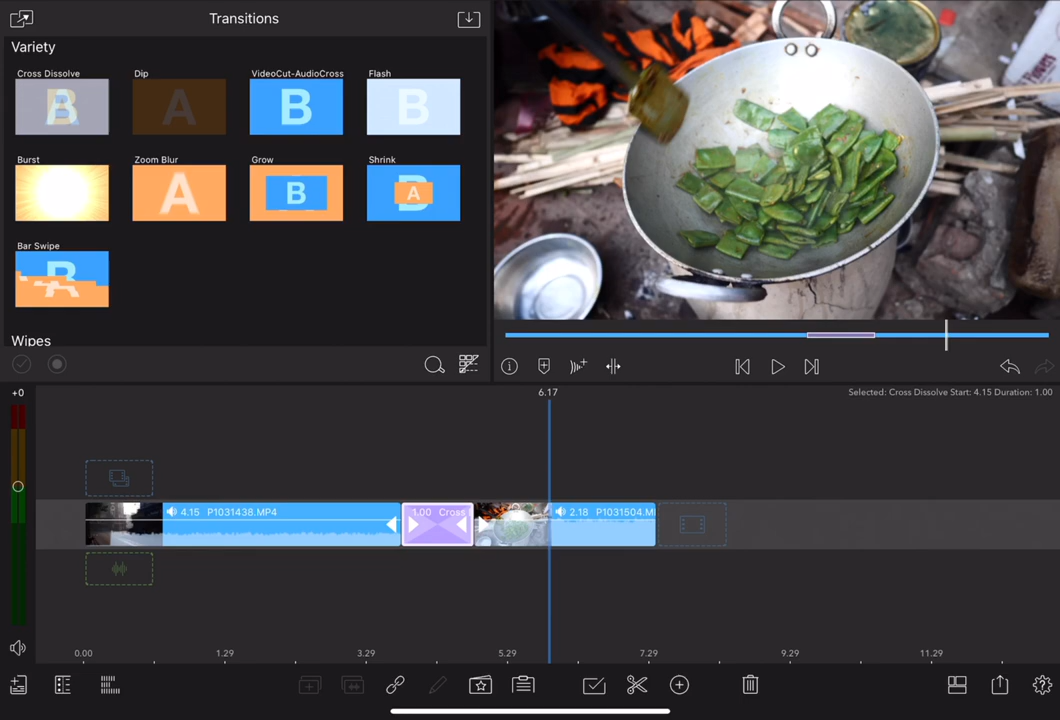 Transitions
Variety
Cross Dissolve
Dip
VideoCut-AudioCross
Flash
B
A
B
B
Burst
Zoom Blur
Grow
Shrink
A
B
B
A
Bar Swipe
B
A
Wipes
+0
6.17
Selected: Cross Dissolve Start: 4.15 Duration: 1.00
4.15 P1031438.MP4
1.00 Cross
2.18 P1031504.M
0.00
1.29
3.29
5.29
7.29
9.29
11.29